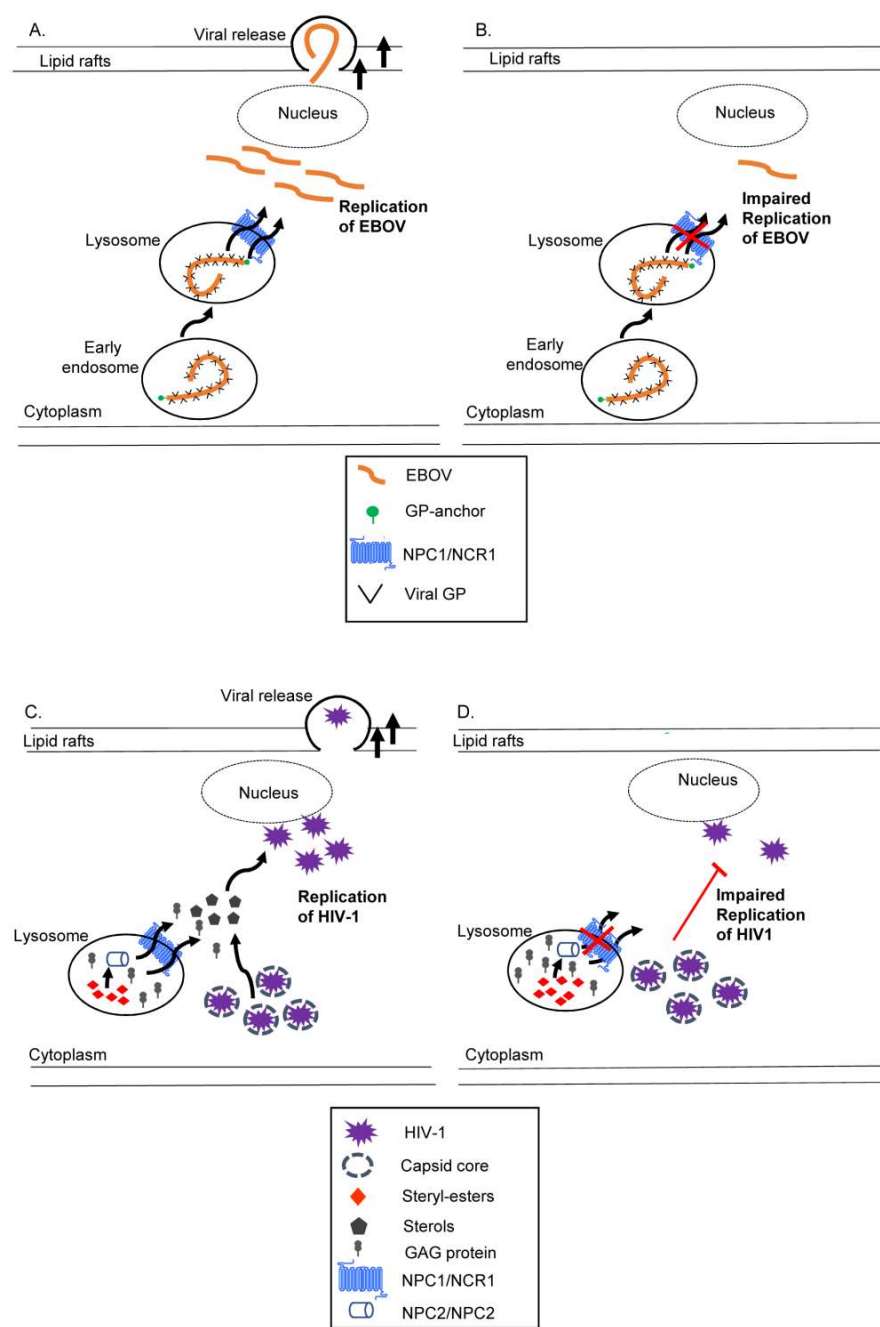 A.
Viral release
Lipid rafts
Nucleus
Replication
of EBOV
Lysosome
Early
endosome
Cytoplasm
B.
Lipid rafts
Nucleus
Impaired
Replication
of EBOV
Lysosome
Early
endosome
Cytoplasm
EBOV
GP-anchor
NPC1/NCR1
Viral GP
C.
Viral release
Lipid rafts
Nucleus
Replication
of HIV-1
Lysosome
Cytoplasm
D.
Lipid rafts
Nucleus
Impaired
Replication
of HIV1
Lysosome
Cytoplasm
HIV-1
Capsid core
Steryl-esters
Sterols
GAG protein
NPC1/NCR1
NPC2/NPC2